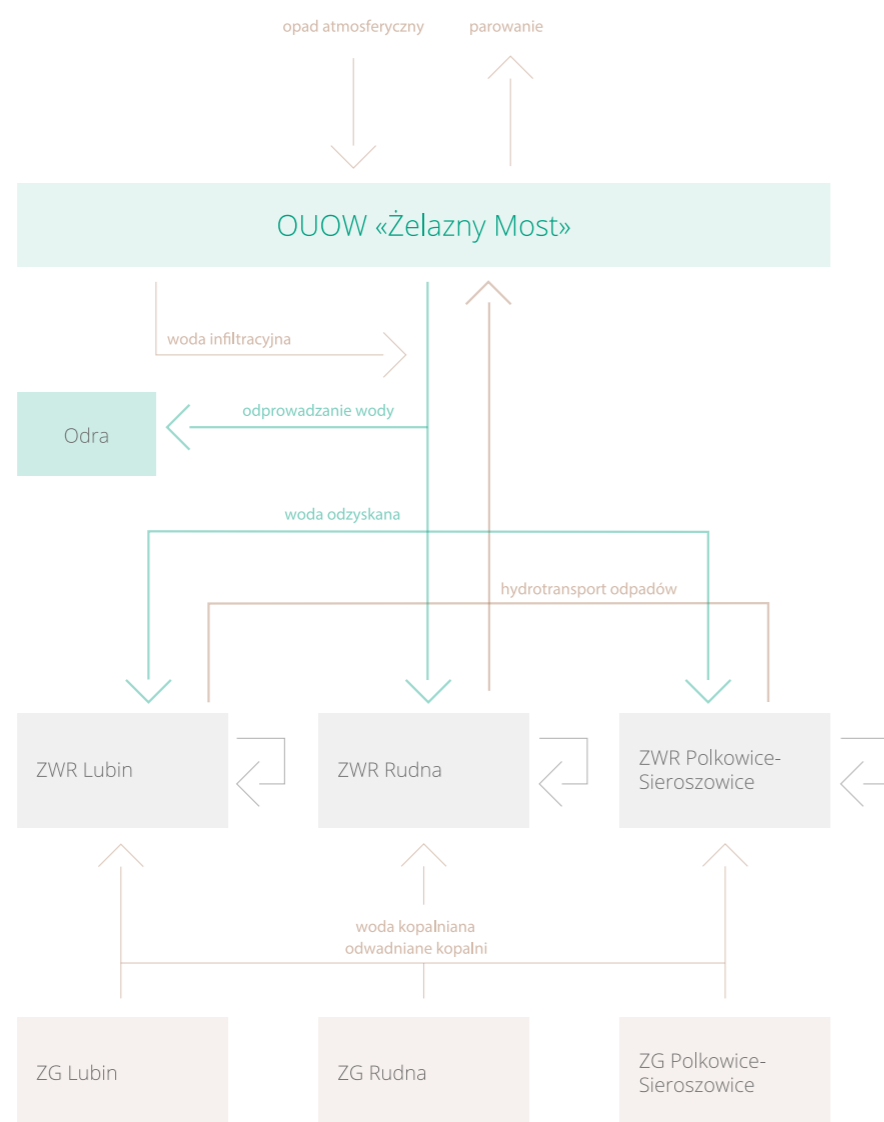 opad atmosferyczny parowanie
OUOW «Żelazny Most»
woda infiltracyjna
odprowadzanie wody
Odra
woda odzyskana
hydrotransport odpadów
ZWR Lubin
ZWR Rudna
ZWR Polkowice-
Sieroszowice
woda kopalniana
odwadniane kopalni
ZG Lubin
ZG Rudna
ZG Polkowice-
Sieroszowice